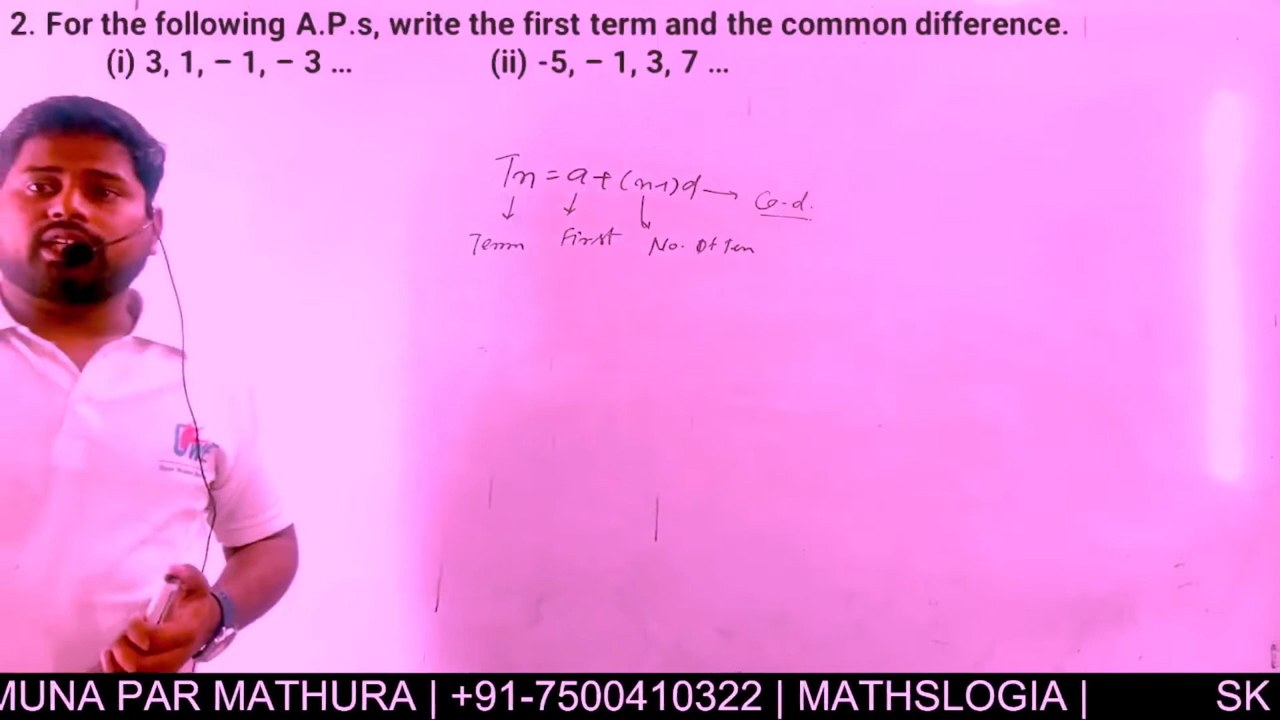 2. For the following A.P.s, write the first term and the common difference.
(i) 3, 1, – 1, – 3 ... (ii) -5, – 1, 3, 7 ...
Tn = a + (n-1)d → Co.d.
Term First No. Of Ten
MUNA PAR MATHURA | +91-7500410322 | MATHSLOGIA | SK